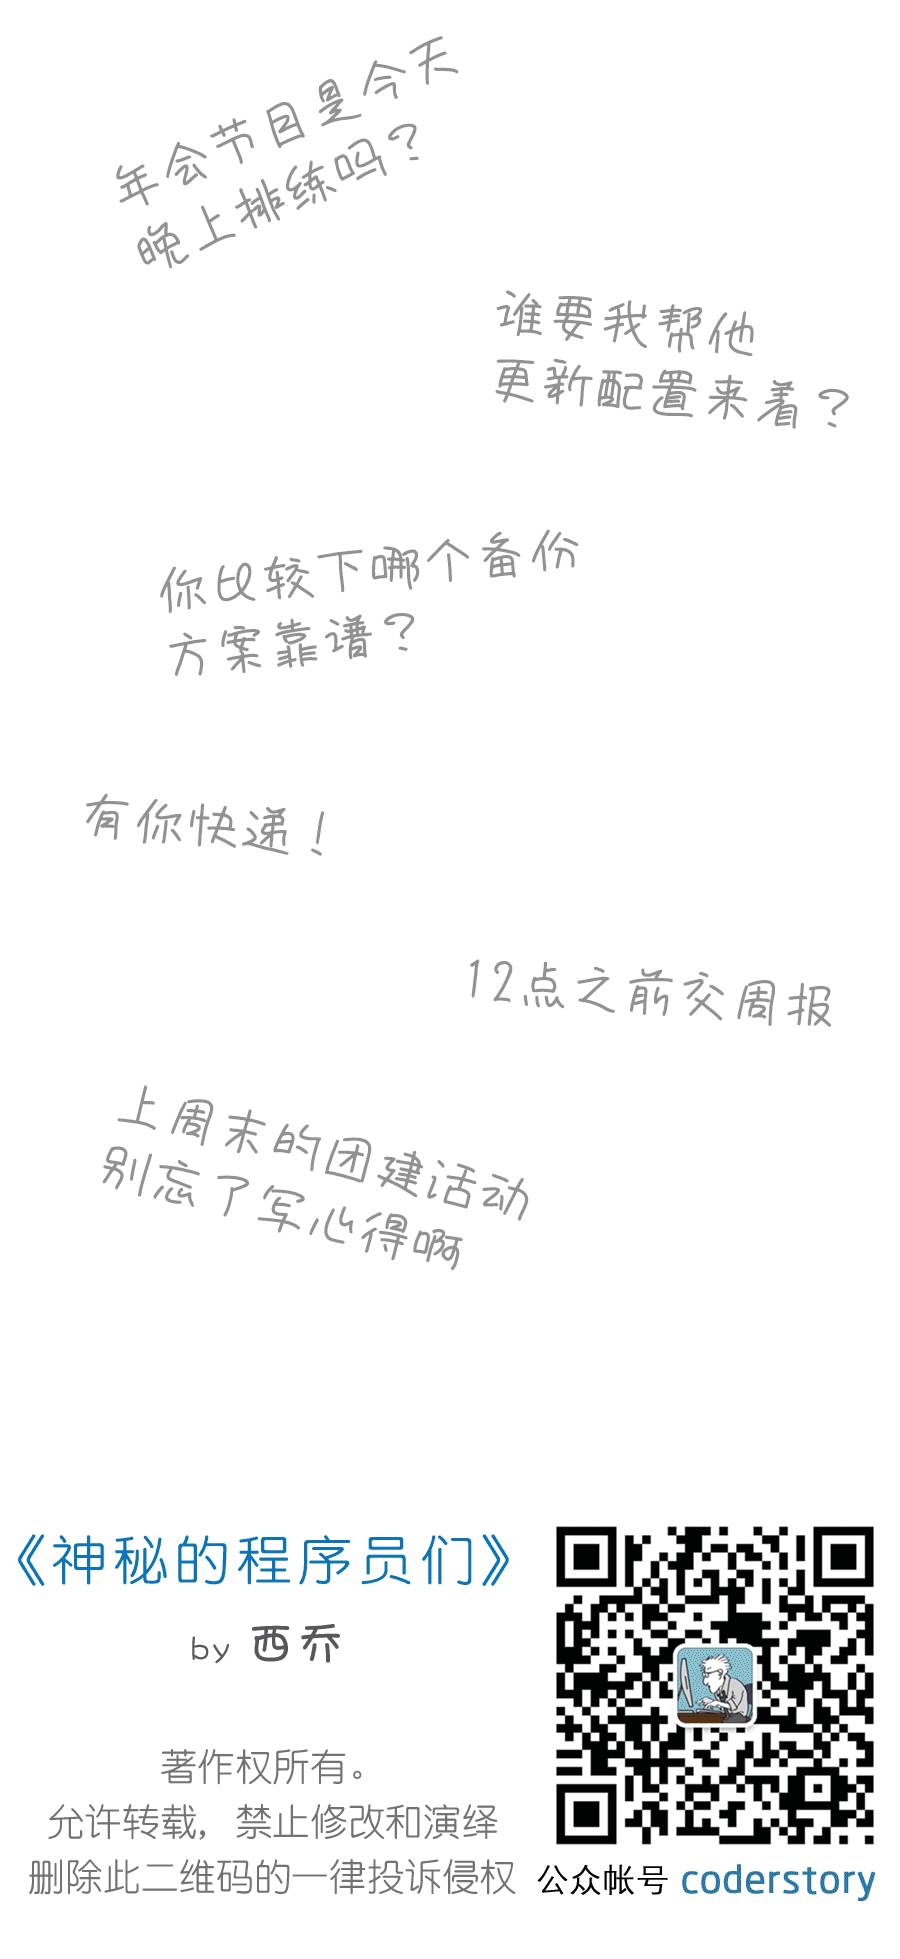 年会节目是今天
晚上排练吗？
谁要我帮他
更新配置来着？
你比较下哪个备份
方案靠谱？
有你快递！
12点之前交周报
上周末的团建活动
别忘了写心得啊
《神秘的程序员们》
by 西乔
著作权所有。
允许转载，禁止修改和演绎
删除此二维码的一律投诉侵权
公众帐号 coderstory